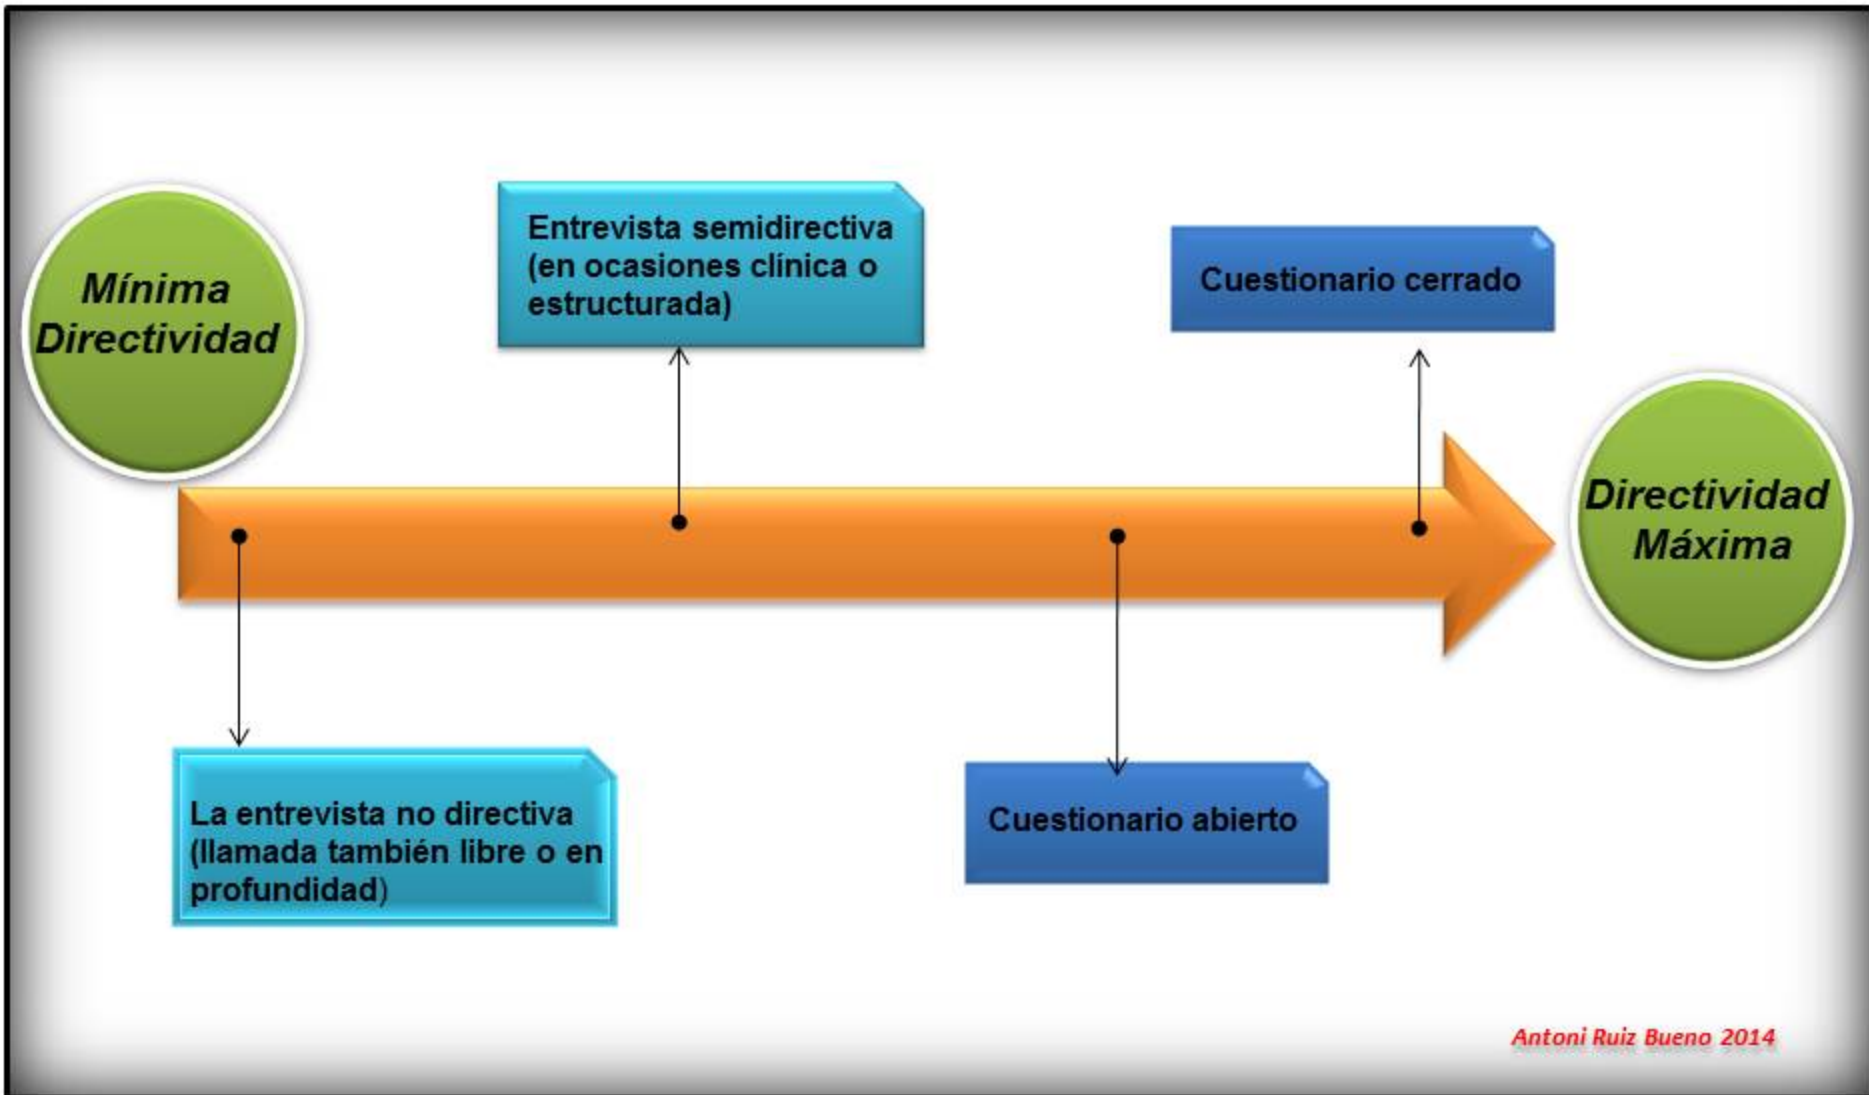 Mínima
Directividad
Entrevista semidirectiva
(en ocasiones clínica o
estructurada)
Cuestionario cerrado
Directividad
Máxima
La entrevista no directiva
(llamada también libre o en
profundidad)
Cuestionario abierto
Antoni Ruiz Bueno 2014